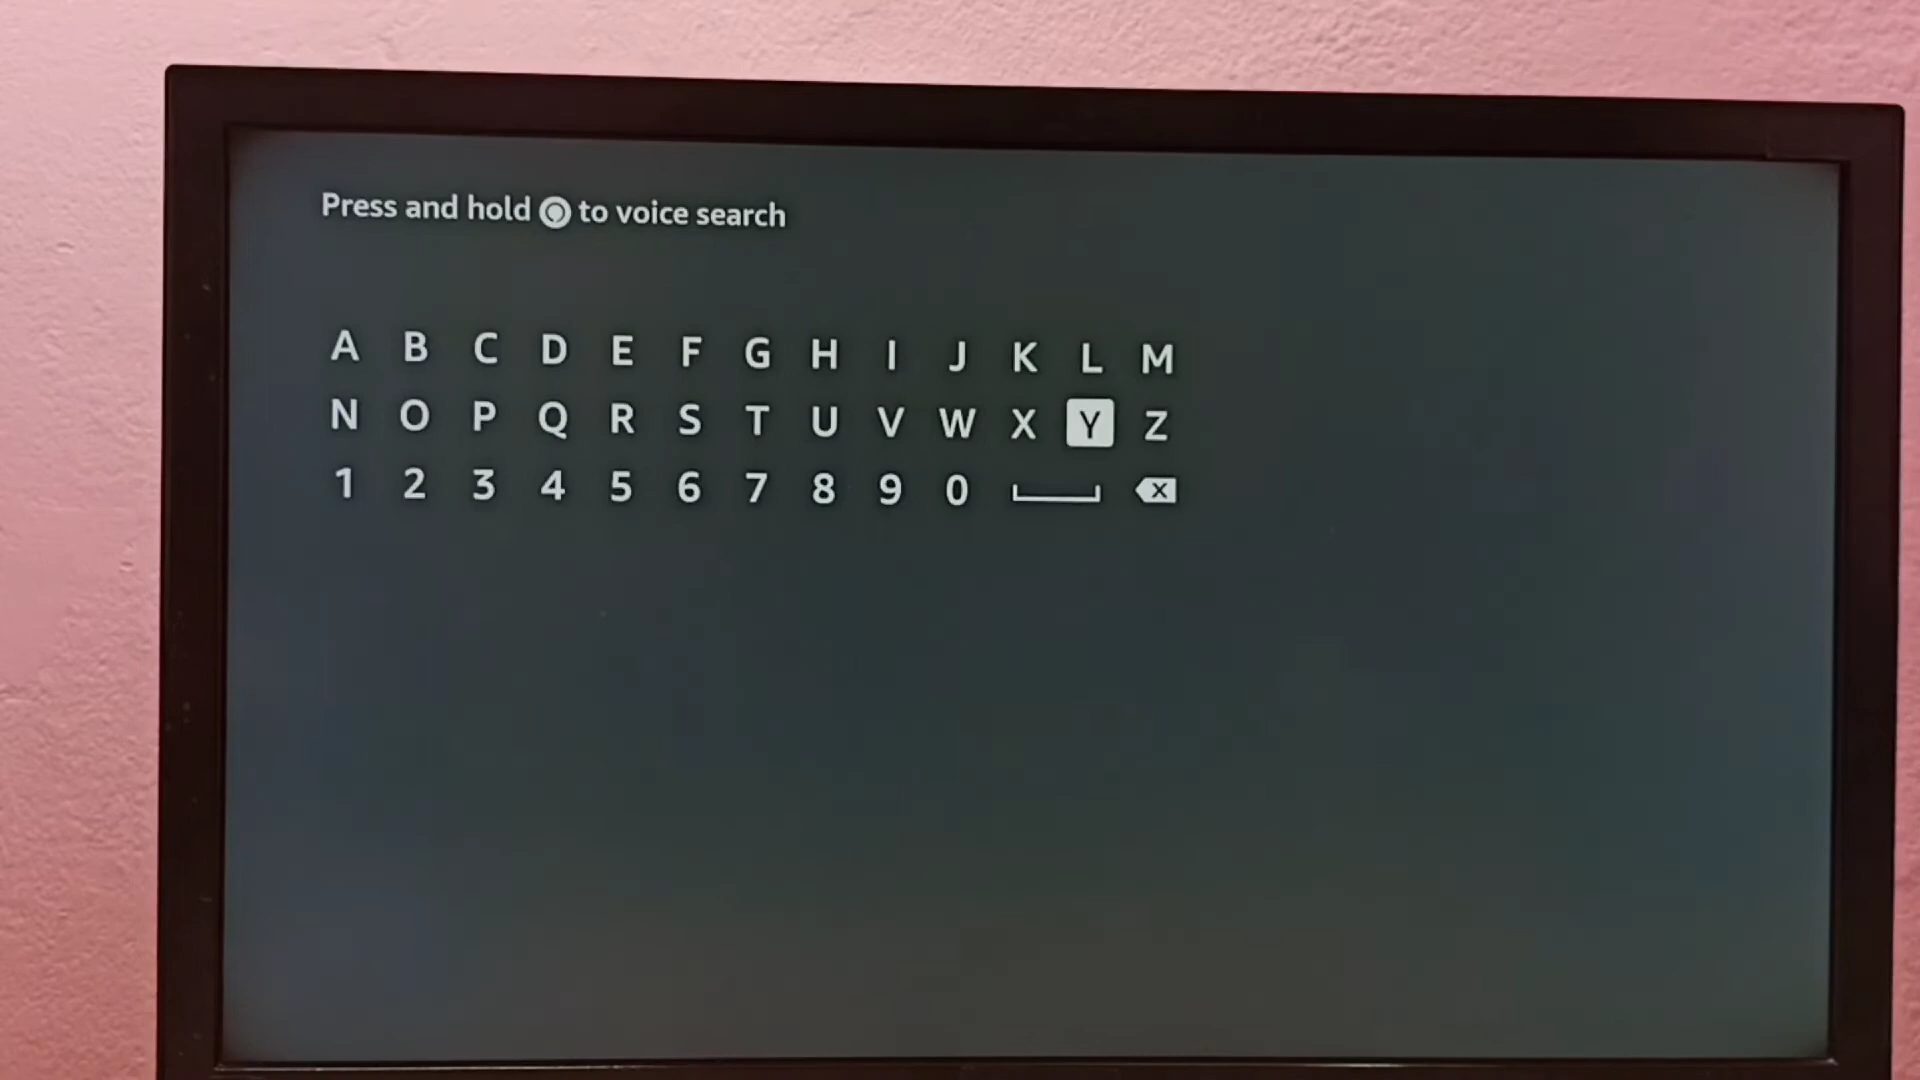 Press and hold to voice search
A B C D E F G H I J K L M
N O P Q R S T U V W X Y Z
1 2 3 4 5 6 7 8 9 0